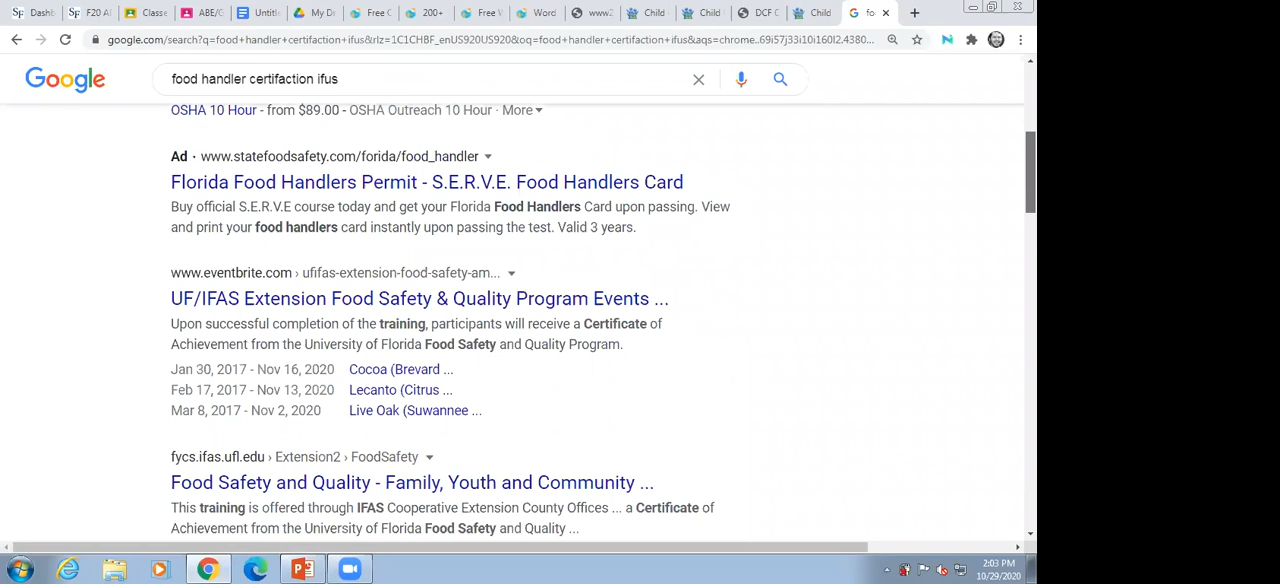 Dashb
F20 Al
Classe
ABE/G
Untitle
My Dr
Free C
200+
Free V
Word
www2
Child
Child
DCF C
Child
fo
google.com/search?q=food+handler+certifaction+ifus&rlz=1C1CHBF_enUS920US920&oq=food+handler+certifaction+ifus&aqs=chrome..69i57j33i10i160l2.4380...
Google
food handler certifaction ifus
OSHA 10 Hour - from $89.00 - OSHA Outreach 10 Hour · More
Ad · www.statefoodsafety.com/forida/food_handler
Florida Food Handlers Permit - S.E.R.V.E. Food Handlers Card
Buy official S.E.R.V.E course today and get your Florida Food Handlers Card upon passing. View
and print your food handlers card instantly upon passing the test. Valid 3 years.
www.eventbrite.com › ufifas-extension-food-safety-am...
UF/IFAS Extension Food Safety & Quality Program Events ...
Upon successful completion of the training, participants will receive a Certificate of
Achievement from the University of Florida Food Safety and Quality Program.
Jan 30, 2017 - Nov 16, 2020 Cocoa (Brevard ...
Feb 17, 2017 - Nov 13, 2020 Lecanto (Citrus ...
Mar 8, 2017 - Nov 2, 2020 Live Oak (Suwannee ...
fycs.ifas.ufl.edu › Extension2 › FoodSafety
Food Safety and Quality - Family, Youth and Community ...
This training is offered through IFAS Cooperative Extension County Offices ... a Certificate of
Achievement from the University of Florida Food Safety and Quality ...
2:03 PM
10/29/2020